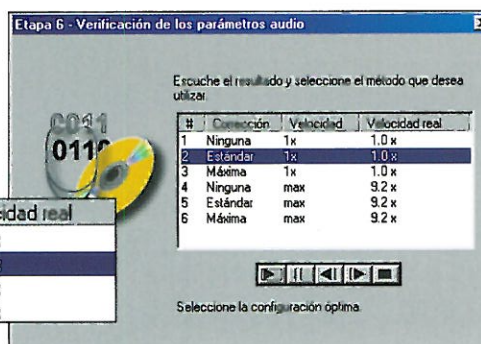 Etapa 6 - Verificación de los parámetros audio
Escuche el resultado y seleccione el método que desea
utilizar.
0011
0110
# Corrección Velocidad Velocidad real
1 Ninguna 1x 1.0 x
2 Estándar 1x 1.0 x
3 Máxima 1x 1.0 x
4 Ninguna max 9.2 x
5 Estándar max 9.2 x
6 Máxima max 9.2 x
cidad real
Seleccione la configuración óptima.